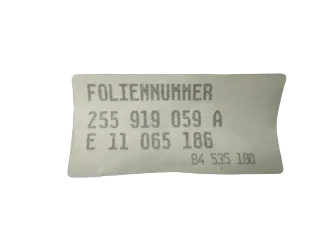 FOLIENNUMMER
255 919 059 A
E 11 065 186
84 535 180